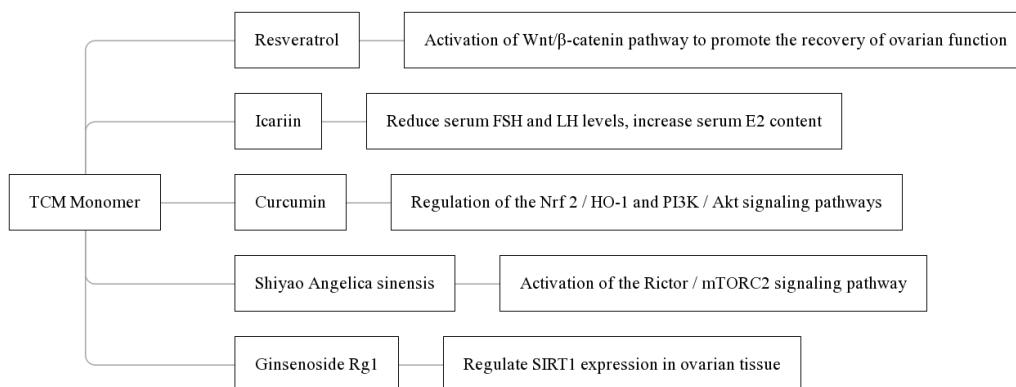 TCM Monomer
Resveratrol
Activation of Wnt/β-catenin pathway to promote the recovery of ovarian function
Icariin
Reduce serum FSH and LH levels, increase serum E2 content
Curcumin
Regulation of the Nrf 2 / HO-1 and PI3K / Akt signaling pathways
Shiyao Angelica sinensis
Activation of the Rictor / mTORC2 signaling pathway
Ginsenoside Rg1
Regulate SIRT1 expression in ovarian tissue